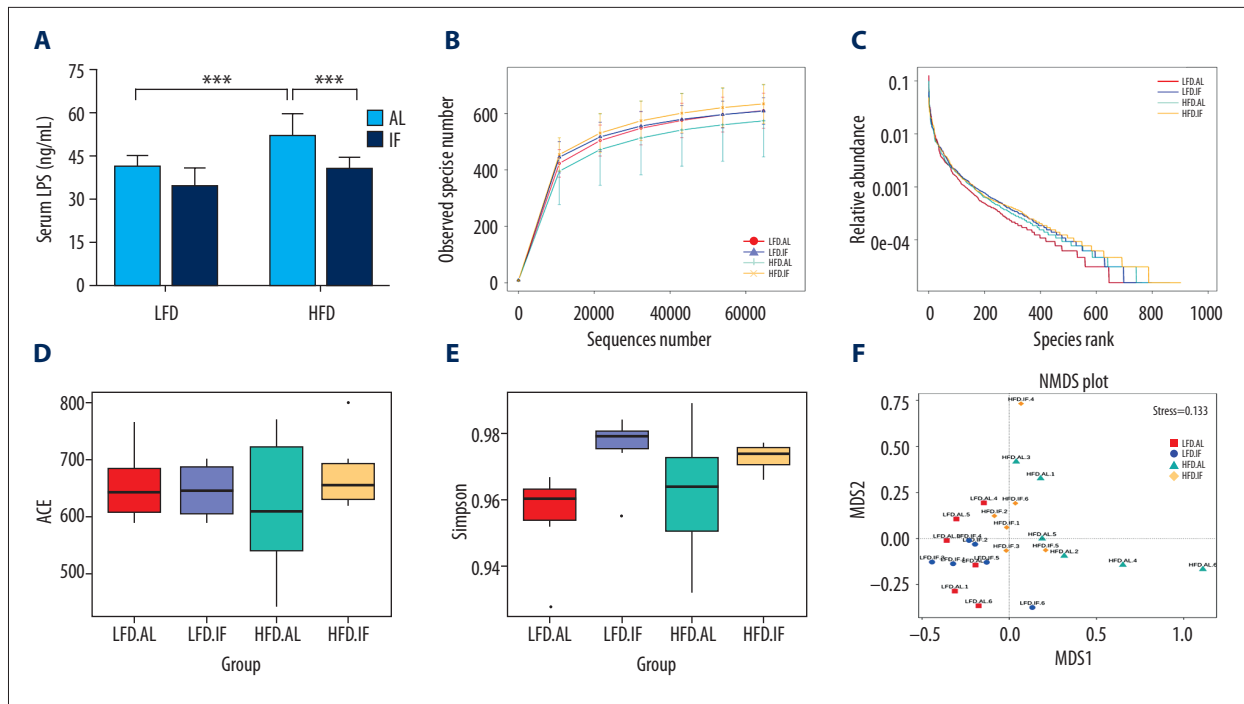 A
75
60
45
30
15
0
Serum LPS (ng/mL)
***
***
AL
IF
LFD
HFD
B
600
400
200
0
Observed specise number
LFD.AL
LFD.IF
HFD.AL
HFD.IF
0 20000 40000 60000
Sequences number
C
0.1
0.01
0.001
0e-04
Relative abundance
LFD.AL
LFD.IF
HFD.AL
HFD.IF
0 200 400 600 800 1000
Species rank
D
800
700
600
500
ACE
LFD.AL LFD.IF HFD.AL HFD.IF
Group
E
0.98
0.96
0.94
Simpson
LFD.AL LFD.IF HFD.AL HFD.IF
Group
F
NMDS plot
Stress=0.133
LFD.AL
LFD.IF
HFD.AL
HFD.IF
0.75
0.50
0.25
0.00
−0.25
MDS2
HFD.IF.4
HFD.AL.3
HFD.AL.1
LFD.AL.4
HFD.IF.6
HFD.IF.2
LFD.AL.5
HFD.IF.1
HFD.AL.5
HFD.IF.3
HFD.IF.5
HFD.AL.2
LFD.IF.5
HFD.AL.4
HFD.AL.6
LFD.AL.1
LFD.AL.6
LFD.IF.6
−0.5 0.0 0.5 1.0
MDS1